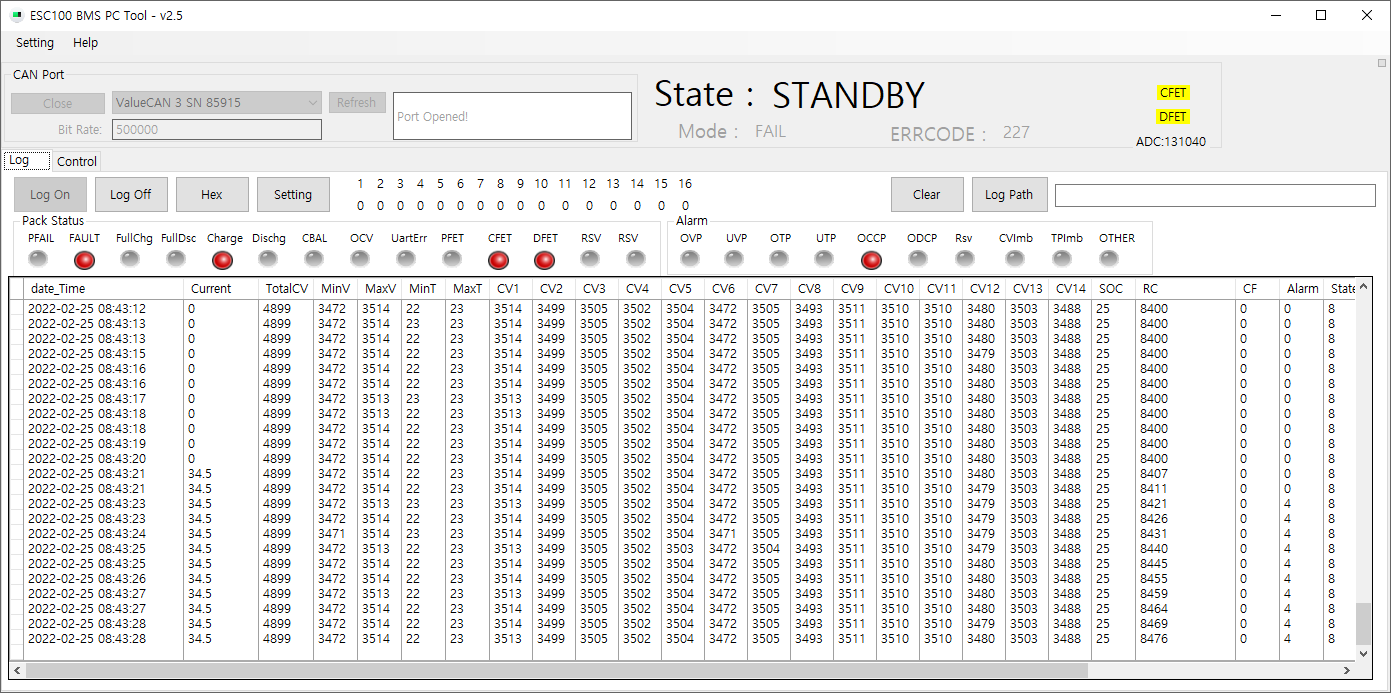 ESC100 BMS PC Tool - v2.5
Setting Help
CAN Port
Close ValueCAN 3 SN 85915 Refresh
Port Opened!
Bit Rate: 500000
State : STANDBY
Mode : FAIL ERRCODE : 227
CFET
DFET
ADC:131040
Log Control
Log On Log Off Hex Setting
1 2 3 4 5 6 7 8 9 10 11 12 13 14 15 16
0 0 0 0 0 0 0 0 0 0 0 0 0 0 0 0
Clear Log Path
Pack Status
PFAIL FAULT FullChg FullDsc Charge Dischg CBAL OCV UartErr PFET CFET DFET RSV RSV
Alarm
OVP UVP OTP UTP OCCP ODCP Rsv CVImb TPImb OTHER
date_Time Current TotalCV MinV MaxV MinT MaxT CV1 CV2 CV3 CV4 CV5 CV6 CV7 CV8 CV9 CV10 CV11 CV12 CV13 CV14 SOC RC CF Alarm State
2022-02-25 08:43:12 0 4899 3472 3514 22 23 3514 3499 3505 3502 3504 3472 3505 3493 3511 3510 3510 3480 3503 3488 25 8400 0 0 8
2022-02-25 08:43:13 0 4899 3472 3514 23 23 3514 3499 3505 3502 3504 3472 3505 3493 3511 3510 3510 3480 3503 3488 25 8400 0 0 8
2022-02-25 08:43:13 0 4899 3472 3514 22 23 3514 3499 3505 3502 3504 3472 3505 3493 3511 3510 3510 3480 3503 3488 25 8400 0 0 8
2022-02-25 08:43:15 0 4899 3472 3514 22 23 3514 3499 3505 3502 3504 3472 3505 3493 3511 3510 3510 3479 3503 3488 25 8400 0 0 8
2022-02-25 08:43:16 0 4899 3472 3514 22 23 3514 3499 3505 3502 3504 3472 3505 3493 3511 3510 3510 3480 3503 3488 25 8400 0 0 8
2022-02-25 08:43:16 0 4899 3472 3514 22 23 3514 3499 3505 3502 3504 3472 3505 3493 3511 3510 3510 3480 3503 3488 25 8400 0 0 8
2022-02-25 08:43:17 0 4899 3472 3513 23 23 3513 3499 3505 3502 3504 3472 3505 3493 3511 3510 3510 3480 3503 3488 25 8400 0 0 8
2022-02-25 08:43:18 0 4899 3472 3513 22 23 3513 3499 3505 3502 3504 3472 3505 3493 3511 3510 3510 3480 3503 3488 25 8400 0 0 8
2022-02-25 08:43:18 0 4899 3472 3514 22 23 3514 3499 3505 3502 3504 3472 3505 3493 3511 3510 3510 3480 3503 3488 25 8400 0 0 8
2022-02-25 08:43:19 0 4899 3472 3514 22 23 3514 3499 3505 3502 3504 3472 3505 3493 3511 3510 3510 3480 3503 3488 25 8400 0 0 8
2022-02-25 08:43:20 0 4899 3472 3514 22 23 3514 3499 3505 3502 3504 3472 3505 3493 3511 3510 3510 3480 3503 3488 25 8400 0 0 8
2022-02-25 08:43:21 34.5 4899 3472 3514 22 23 3514 3499 3505 3502 3504 3472 3505 3493 3511 3510 3510 3480 3503 3488 25 8407 0 0 8
2022-02-25 08:43:21 34.5 4899 3472 3514 22 23 3514 3499 3505 3502 3504 3472 3505 3493 3511 3510 3510 3479 3503 3488 25 8411 0 0 8
2022-02-25 08:43:23 34.5 4899 3472 3513 23 23 3513 3499 3505 3502 3504 3472 3505 3493 3511 3510 3510 3479 3503 3488 25 8421 0 4 8
2022-02-25 08:43:23 34.5 4899 3472 3514 22 23 3514 3499 3505 3502 3504 3472 3505 3493 3511 3510 3510 3479 3503 3488 25 8426 0 4 8
2022-02-25 08:43:24 34.5 4899 3471 3514 23 23 3514 3499 3505 3502 3504 3471 3505 3493 3511 3510 3510 3479 3503 3488 25 8431 0 4 8
2022-02-25 08:43:25 34.5 4899 3472 3513 22 23 3513 3499 3505 3502 3503 3472 3504 3493 3511 3510 3510 3479 3503 3488 25 8440 0 4 8
2022-02-25 08:43:25 34.5 4899 3472 3514 22 23 3514 3499 3505 3502 3504 3472 3505 3493 3511 3510 3510 3480 3503 3488 25 8445 0 4 8
2022-02-25 08:43:26 34.5 4899 3472 3514 22 23 3514 3499 3505 3502 3504 3472 3505 3493 3511 3510 3510 3480 3503 3488 25 8455 0 4 8
2022-02-25 08:43:27 34.5 4899 3472 3513 22 23 3513 3499 3505 3502 3504 3472 3505 3493 3511 3510 3510 3479 3503 3488 25 8459 0 4 8
2022-02-25 08:43:27 34.5 4899 3472 3514 22 23 3514 3499 3505 3502 3504 3472 3505 3493 3511 3510 3510 3480 3503 3488 25 8464 0 4 8
2022-02-25 08:43:28 34.5 4899 3472 3514 23 23 3514 3499 3505 3502 3504 3472 3505 3493 3511 3510 3510 3479 3503 3488 25 8469 0 4 8
2022-02-25 08:43:28 34.5 4899 3472 3514 22 23 3513 3499 3505 3502 3504 3472 3505 3493 3511 3510 3510 3480 3503 3488 25 8476 0 4 8